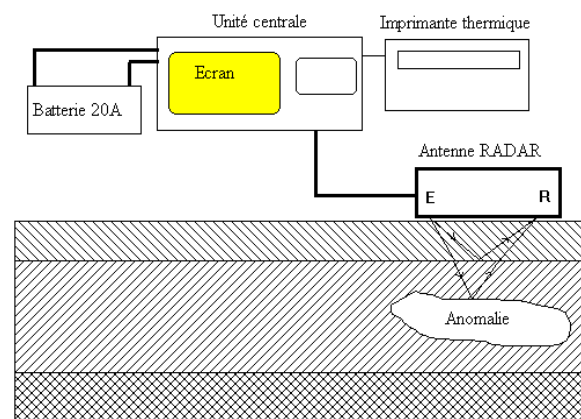 Unité centrale
Imprimante thermique
Ecran
Batterie 20A
Antenne RADAR
E
R
Anomalie